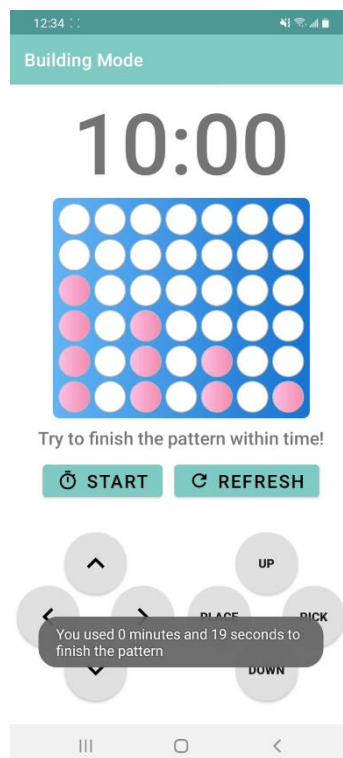 12:34
Building Mode
10:00
Try to finish the pattern within time!
START
REFRESH
UP
PLACE
PICK
You used 0 minutes and 19 seconds to
finish the pattern
DOWN